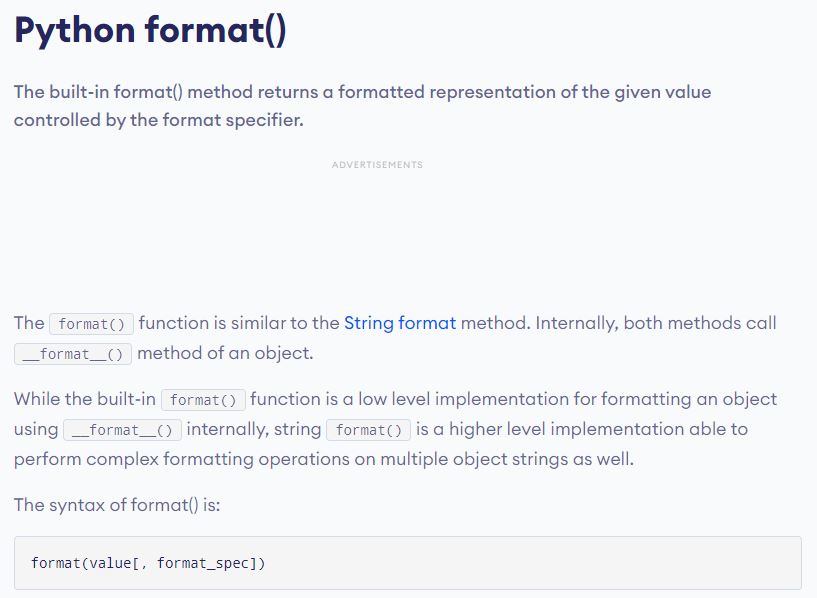 Python format()
The built-in format() method returns a formatted representation of the given value
controlled by the format specifier.
ADVERTISEMENTS
The format() function is similar to the String format method. Internally, both methods call
__format__() method of an object.
While the built-in format() function is a low level implementation for formatting an object
using __format__() internally, string format() is a higher level implementation able to
perform complex formatting operations on multiple object strings as well.
The syntax of format() is:
format(value[, format_spec])